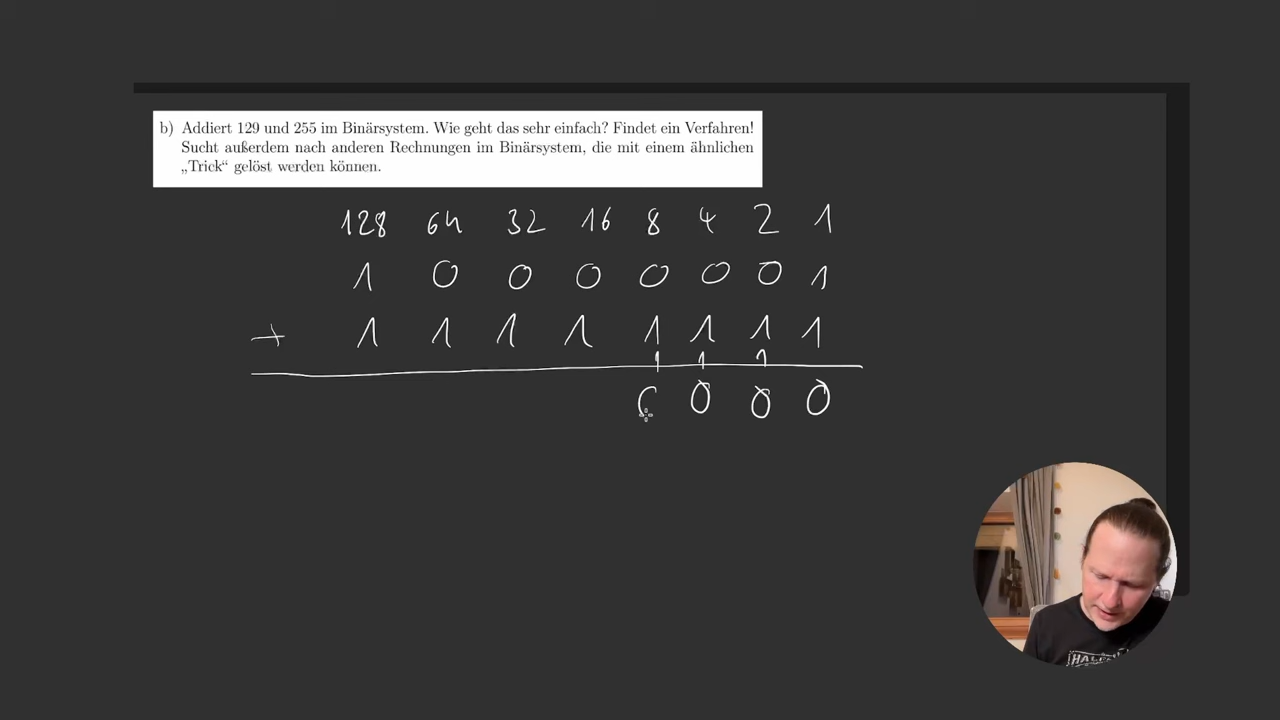 b) Addiert 129 und 255 im Binärsystem. Wie geht das sehr einfach? Findet ein Verfahren!
Sucht außerdem nach anderen Rechnungen im Binärsystem, die mit einem ähnlichen
„Trick“ gelöst werden können.
128 64 32 16 8 4 2 1
1 0 0 0 0 0 0 1
+ 1 1 1 1 1 1 1 1
1 1 1
0 0 0